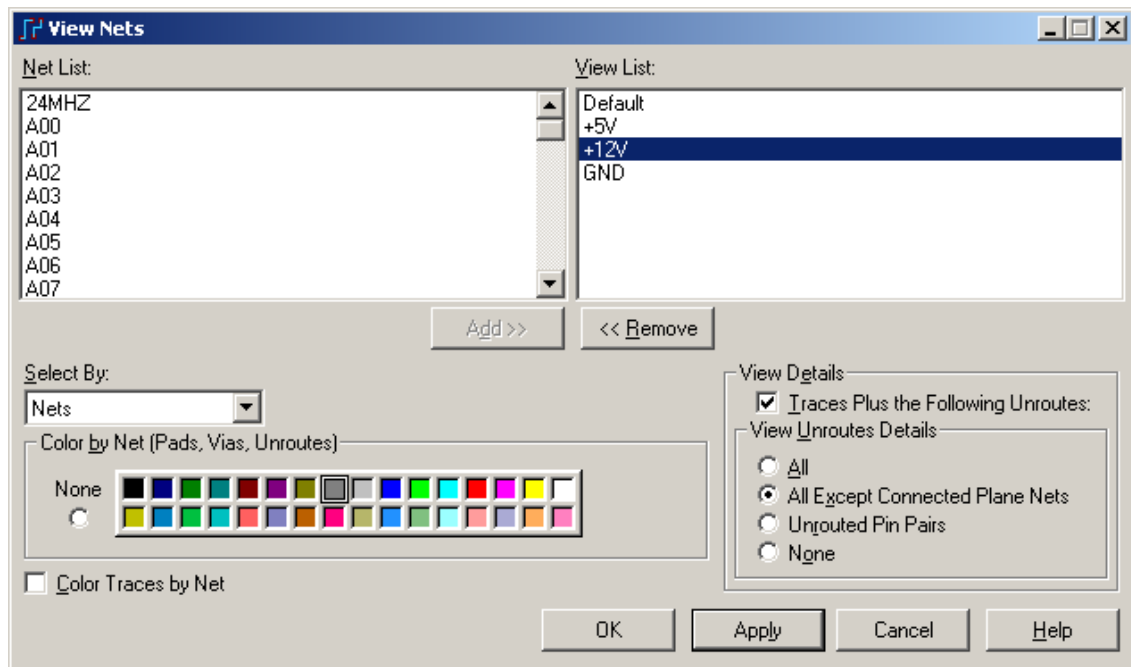 View Nets
Net List:
View List:
24MHZ
A00
A01
A02
A03
A04
A05
A06
A07
Default
+5V
+12V
GND
Add >>
<< Remove
Select By:
Nets
Color by Net (Pads, Vias, Unroutes)
None
Color Traces by Net
View Details
Traces Plus the Following Unroutes:
View Unroutes Details
All
All Except Connected Plane Nets
Unrouted Pin Pairs
None
OK
Apply
Cancel
Help